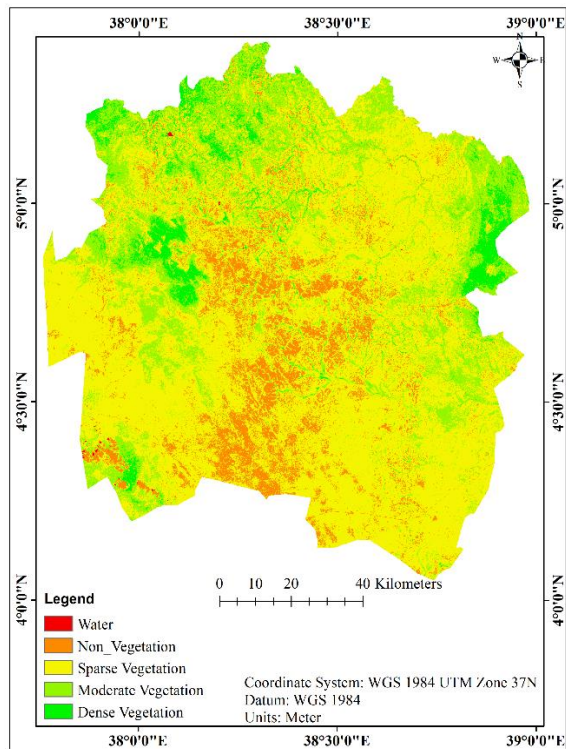 38°0'0"E 38°30'0"E 39°0'0"E
N
W E
S
5°0'0"N 5°0'0"N
4°30'0"N 4°30'0"N
4°0'0"N 4°0'0"N
0 5 10 20 40 Kilometers
Legend
Water
Non_Vegetation
Sparse Vegetation
Moderate Vegetation
Dense Vegetation
Coordinate System: WGS 1984 UTM Zone 37N
Datum: WGS 1984
Units: Meter
38°0'0"E 38°30'0"E 39°0'0"E